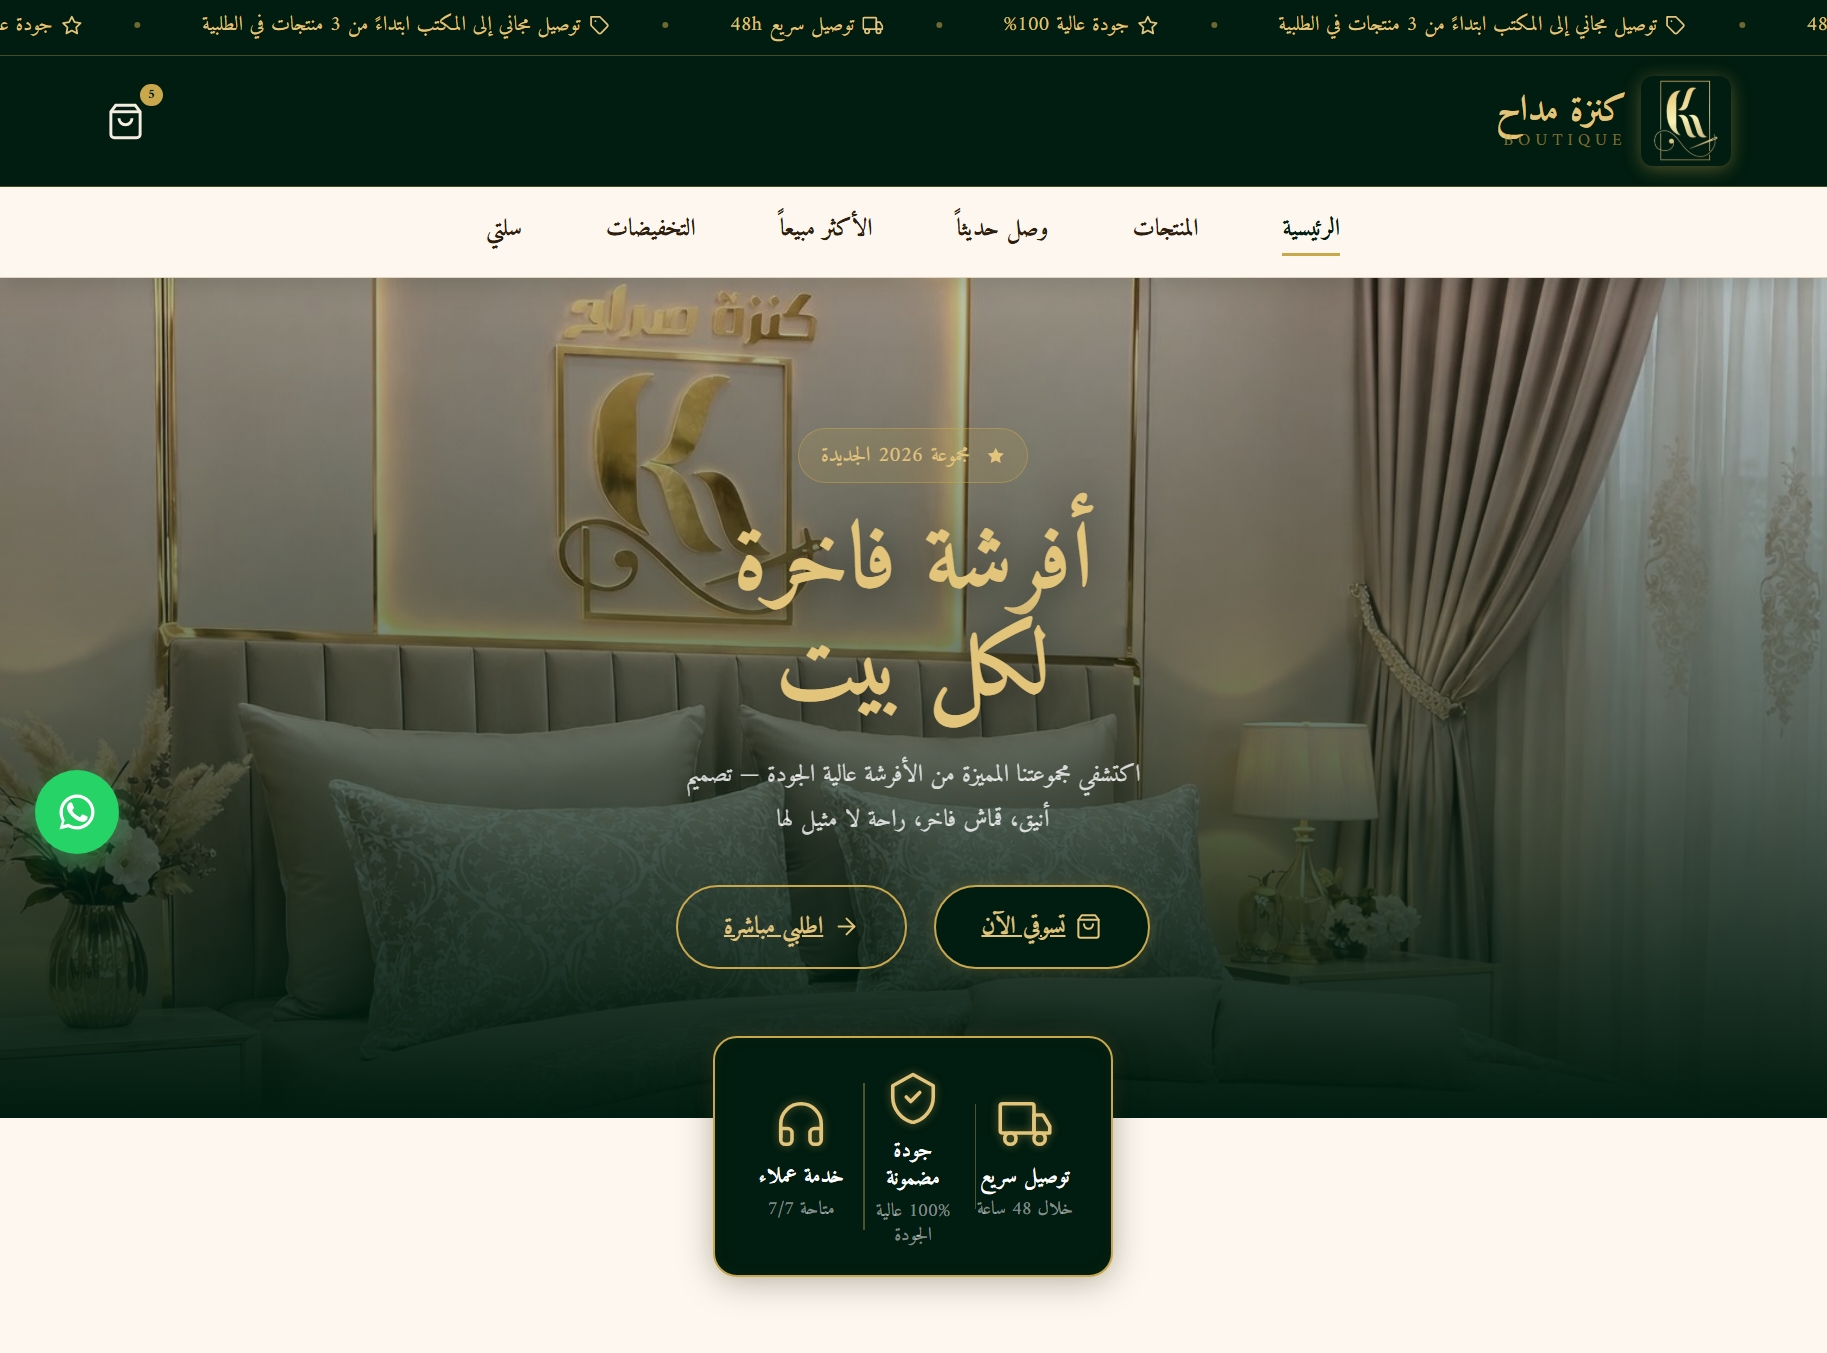 توصيل مجاني إلى المكتب ابتداءً من 3 منتجات في الطلبية • جودة عالية 100% • توصيل سريع 48h • توصيل مجاني إلى المكتب ابتداءً من 3 منتجات في الطلبية • جودة
كنزة مداح
BOUTIQUE
5
الرئيسية
المنتجات
وصل حديثاً
الأكثر مبيعاً
التخفيضات
سلتي
كنزة صراح
مجموعة 2026 الجديدة
أفرشة فاخرة
لكل بيت
اكتشفي مجموعتنا المميزة من الأفرشة عالية الجودة — تصميم
أنيق، قماش فاخر، راحة لا مثيل لها
تسوقي الآن
اطلبي مباشرة
توصيل سريع
خلال 48 ساعة
جودة
مضمونة
100% عالية
الجودة
خدمة عملاء
متاحة 7/7